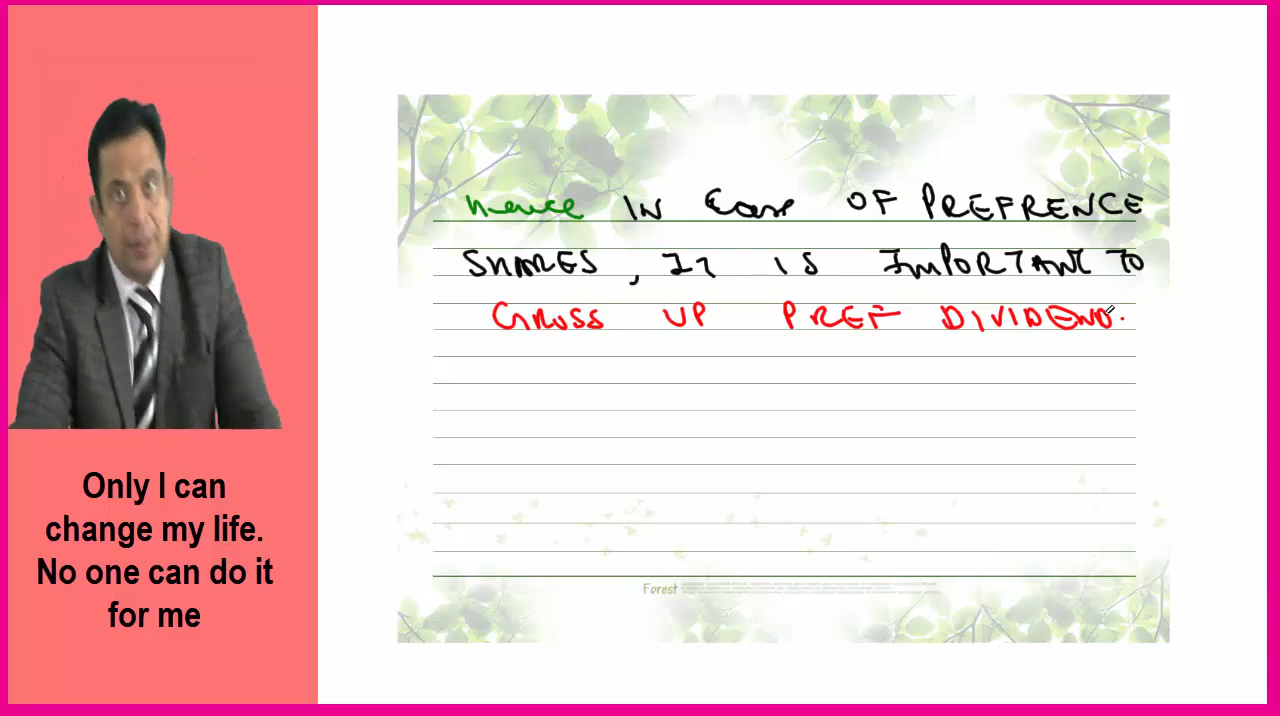 Only I can
change my life.
No one can do it
for me
hence IN Case OF PREFRENCE
SHARES, IT IS IMPORTANT TO
GROSS UP PREF DIVIDEND.
Forest